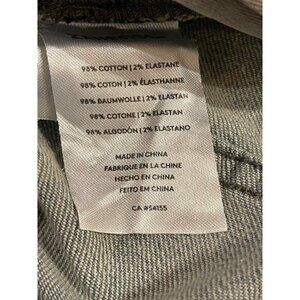 98% COTTON | 2% ELASTANE
98% COTON | 2% ÉLASTHANNE
98% BAUMWOLLE | 2% ELASTAN
98% COTONE | 2% ELASTAN
98% ALGODÓN | 2% ELASTANO
MADE IN CHINA
FABRIQUE EN LA CHINE
HECHO EN CHINA
FEITO EM CHINA
CA #54155